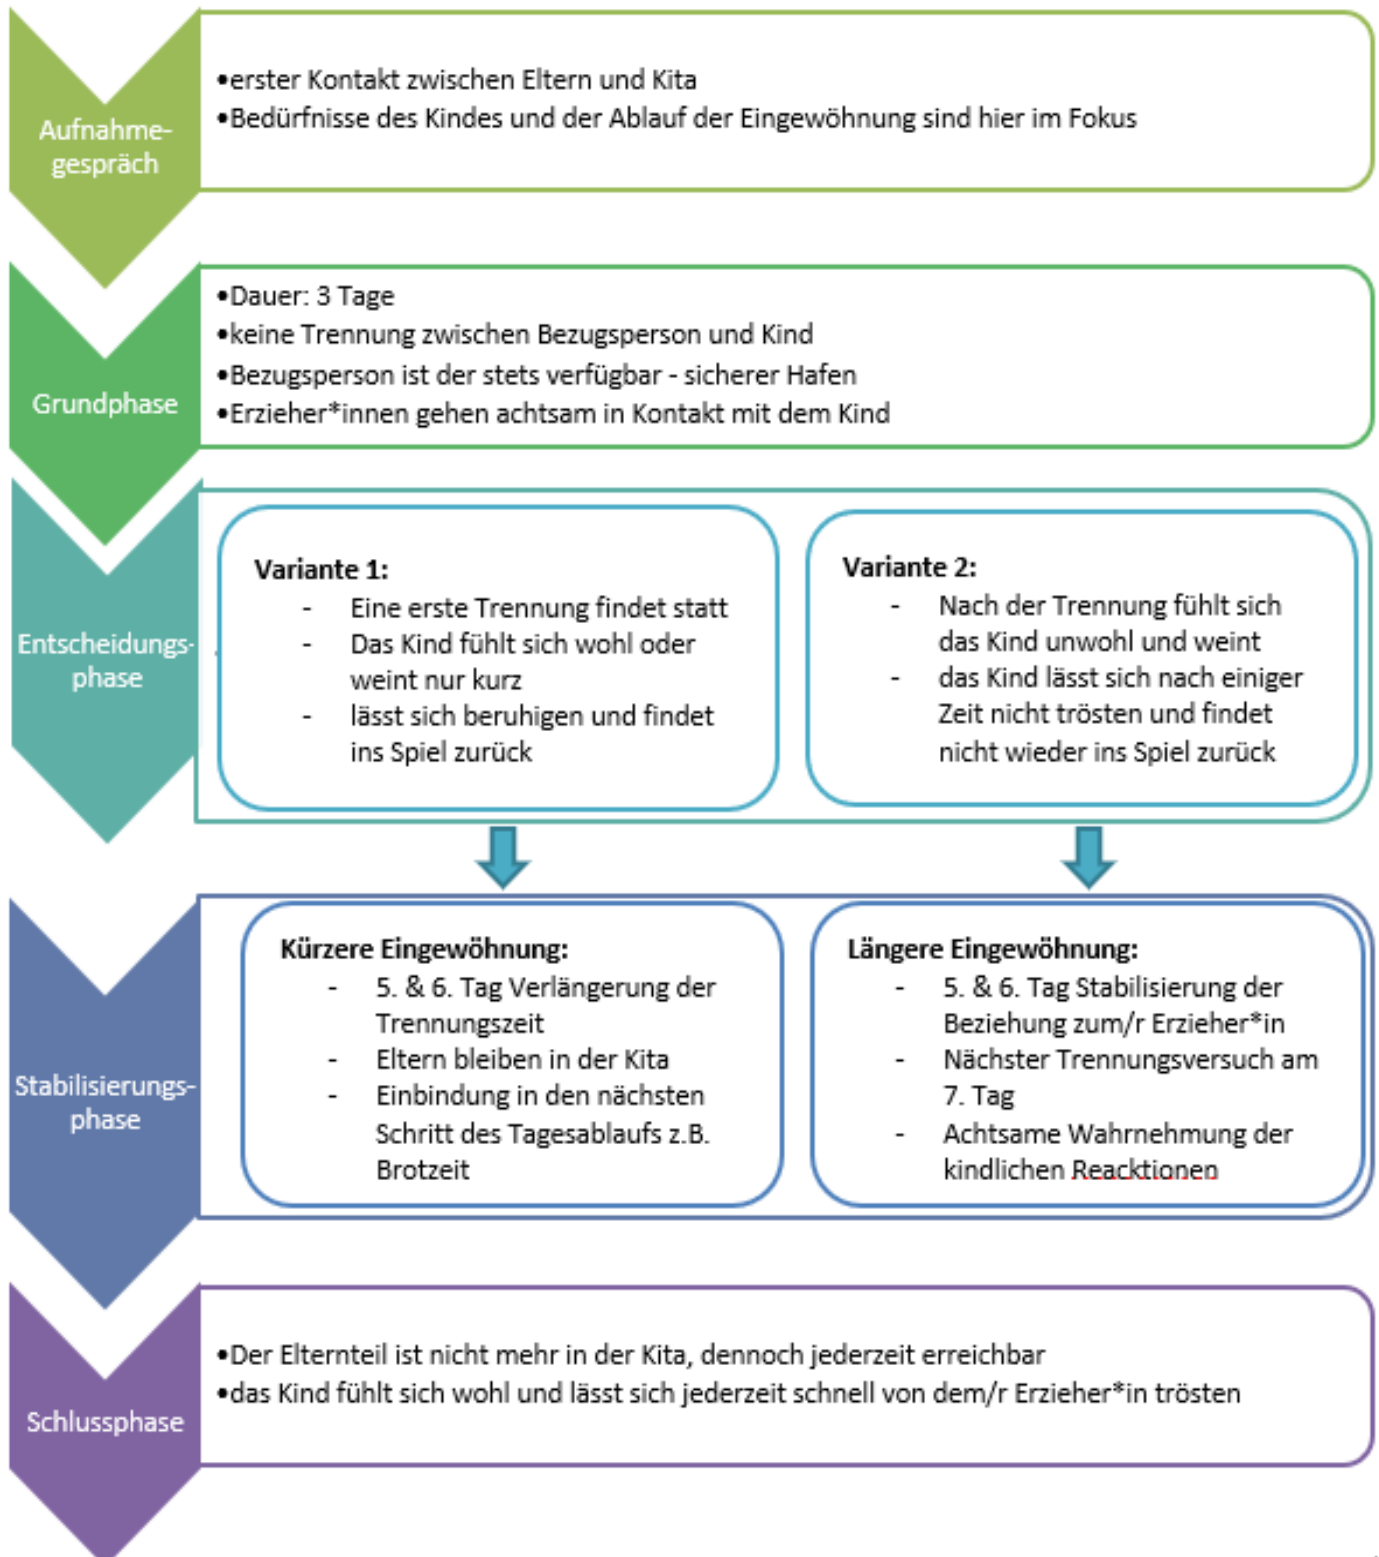 Aufnahme-
gespräch
•erster Kontakt zwischen Eltern und Kita
•Bedürfnisse des Kindes und der Ablauf der Eingewöhnung sind hier im Fokus
Grundphase
•Dauer: 3 Tage
•keine Trennung zwischen Bezugsperson und Kind
•Bezugsperson ist der stets verfügbar - sicherer Hafen
•Erzieher*innen gehen achtsam in Kontakt mit dem Kind
Entscheidungs-
phase
Variante 1:
- Eine erste Trennung findet statt
- Das Kind fühlt sich wohl oder
weint nur kurz
- lässt sich beruhigen und findet
ins Spiel zurück
Variante 2:
- Nach der Trennung fühlt sich
das Kind unwohl und weint
- das Kind lässt sich nach einiger
Zeit nicht trösten und findet
nicht wieder ins Spiel zurück
Stabilisierungs-
phase
Kürzere Eingewöhnung:
- 5. & 6. Tag Verlängerung der
Trennungszeit
- Eltern bleiben in der Kita
- Einbindung in den nächsten
Schritt des Tagesablaufs z.B.
Brotzeit
Längere Eingewöhnung:
- 5. & 6. Tag Stabilisierung der
Beziehung zum/r Erzieher*in
- Nächster Trennungsversuch am
7. Tag
- Achtsame Wahrnehmung der
kindlichen Reacktionen
Schlussphase
•Der Elternteil ist nicht mehr in der Kita, dennoch jederzeit erreichbar
•das Kind fühlt sich wohl und lässt sich jederzeit schnell von dem/r Erzieher*in trösten